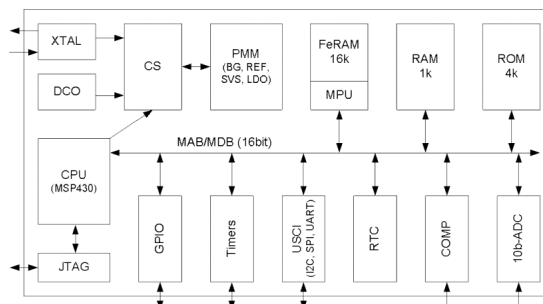 XTAL
DCO
CS
PMM
(BG, REF,
SVS, LDO)
FeRAM
16k
MPU
RAM
1k
ROM
4k
MAB/MDB (16bit)
CPU
(MSP430)
JTAG
GPIO
Timers
USCI
(I2C, SPI, UART)
RTC
COMP
10b-ADC